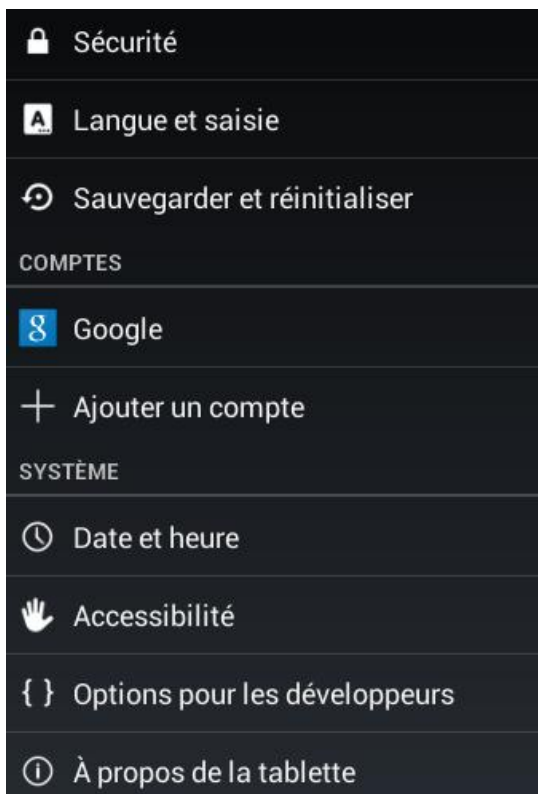 Sécurité
Langue et saisie
Sauvegarder et réinitialiser
COMPTES
Google
Ajouter un compte
SYSTÈME
Date et heure
Accessibilité
{ } Options pour les développeurs
À propos de la tablette